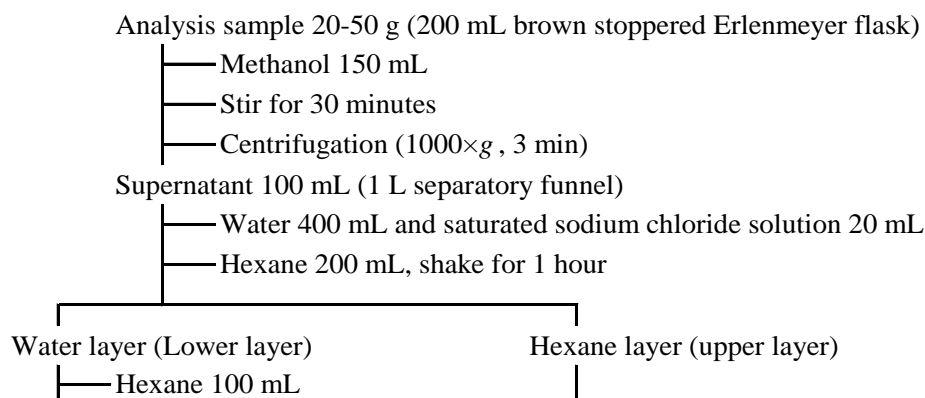 Analysis sample 20-50 g (200 mL brown stoppered Erlenmeyer flask)
Methanol 150 mL
Stir for 30 minutes
Centrifugation (1000×g , 3 min)
Supernatant 100 mL (1 L separatory funnel)
Water 400 mL and saturated sodium chloride solution 20 mL
Hexane 200 mL, shake for 1 hour
Water layer (Lower layer)
Hexane layer (upper layer)
Hexane 100 mL